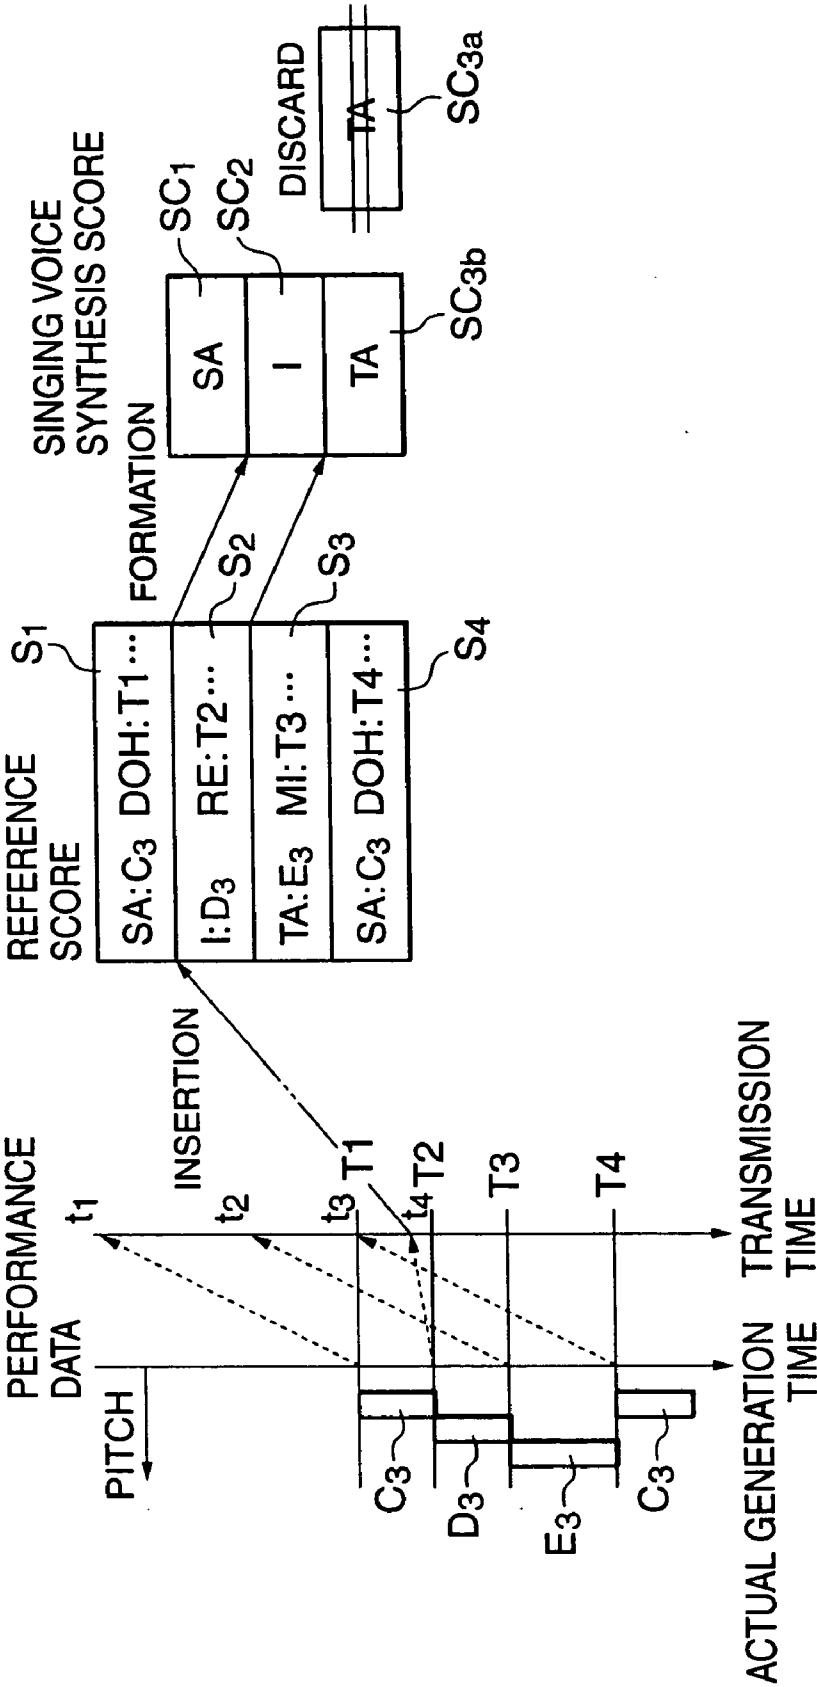 PERFORMANCE
DATA
PITCH
t1
t2
t3
t4
T1
T2
T3
T4
INSERTION
C3
D3
E3
C3
ACTUAL GENERATION
TIME
TRANSMISSION
TIME
REFERENCE
SCORE
S1
SA:C3 DOH:T1...
I:D3 RE:T2...
TA:E3 MI:T3...
SA:C3 DOH:T4...
S2
S3
S4
FORMATION
SINGING VOICE
SYNTHESIS SCORE
SA
I
TA
SC1
SC2
SC3b
DISCARD
TA
SC3a